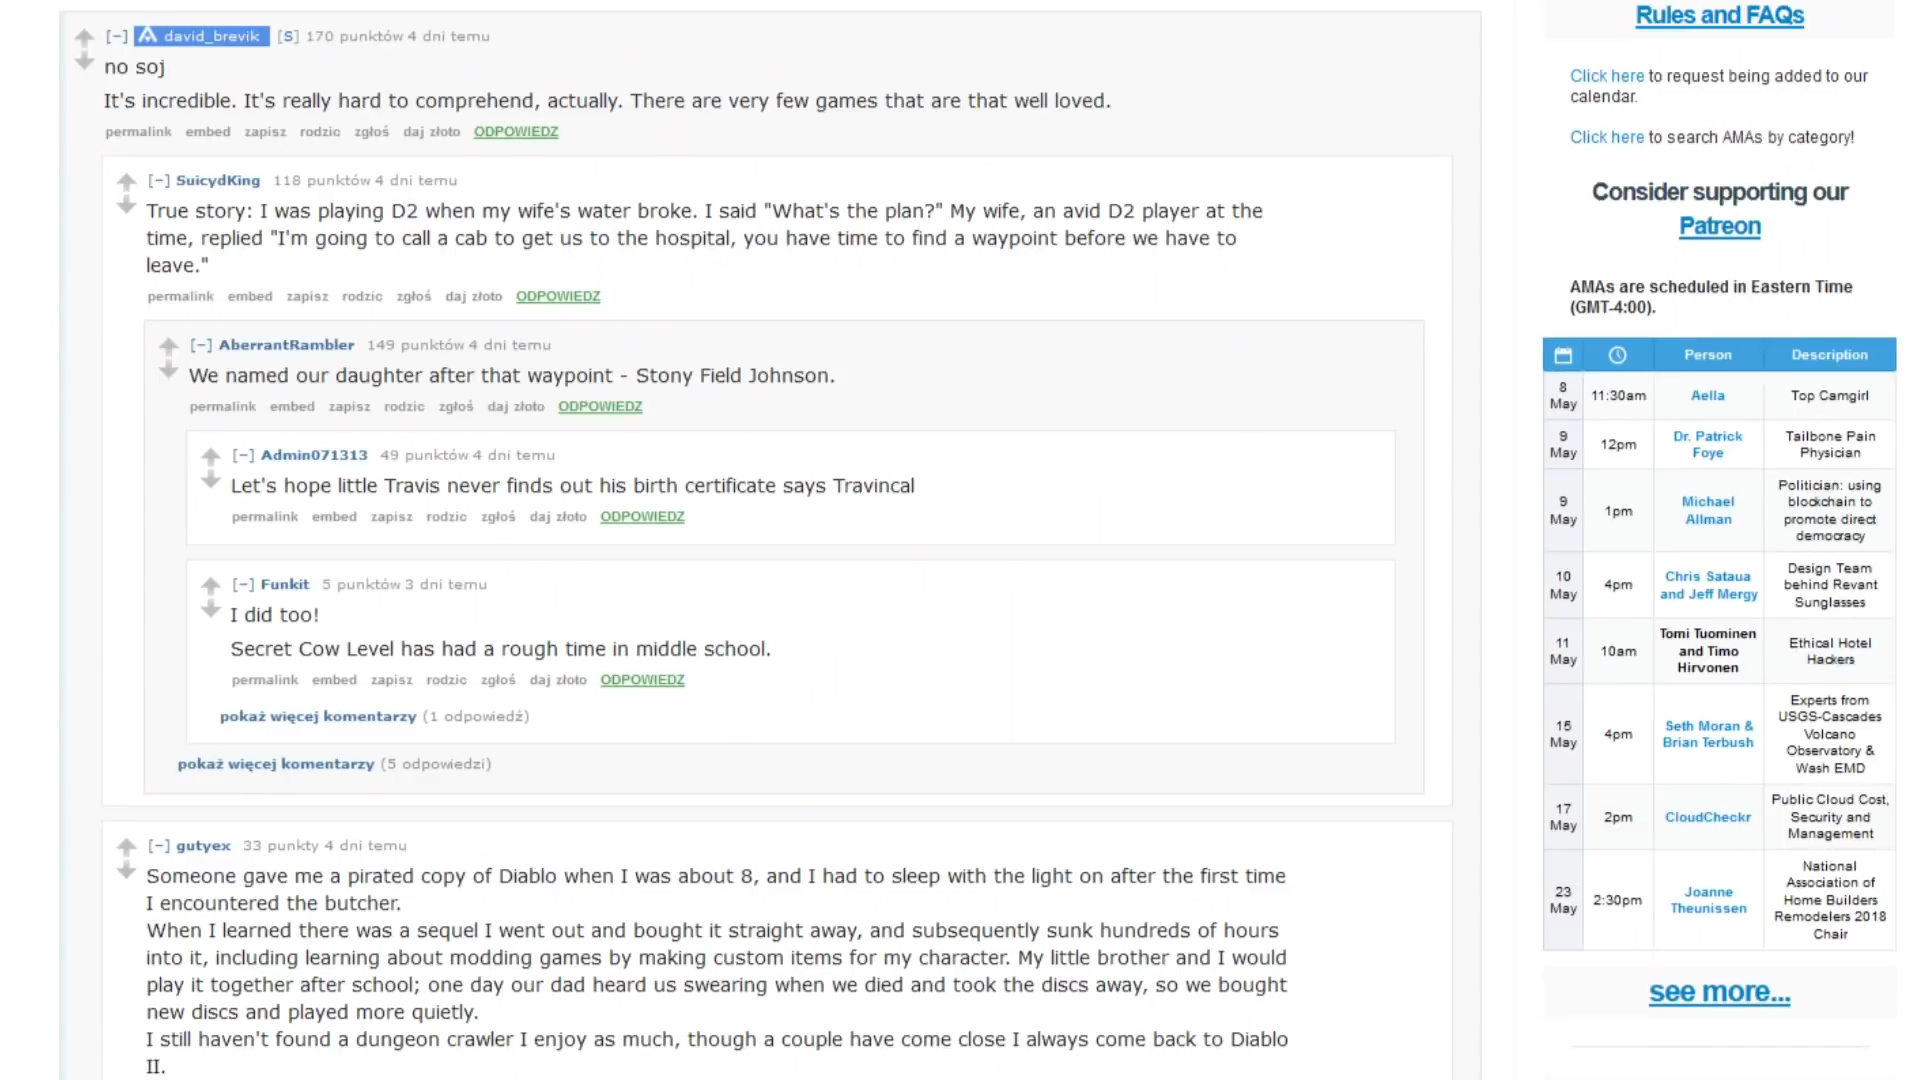 [−] david_brevik [S] 170 punktów 4 dni temu
no soj
It's incredible. It's really hard to comprehend, actually. There are very few games that are that well loved.
permalink embed zapisz rodzic zgłoś daj złoto ODPOWIEDZ
[−] SuicydKing 118 punktów 4 dni temu
True story: I was playing D2 when my wife's water broke. I said "What's the plan?" My wife, an avid D2 player at the
time, replied "I'm going to call a cab to get us to the hospital, you have time to find a waypoint before we have to
leave."
permalink embed zapisz rodzic zgłoś daj złoto ODPOWIEDZ
[−] AberrantRambler 149 punktów 4 dni temu
We named our daughter after that waypoint - Stony Field Johnson.
permalink embed zapisz rodzic zgłoś daj złoto ODPOWIEDZ
[−] Admin071313 49 punktów 4 dni temu
Let's hope little Travis never finds out his birth certificate says Travincal
permalink embed zapisz rodzic zgłoś daj złoto ODPOWIEDZ
[−] Funkit 5 punktów 3 dni temu
I did too!
Secret Cow Level has had a rough time in middle school.
permalink embed zapisz rodzic zgłoś daj złoto ODPOWIEDZ
pokaż więcej komentarzy (1 odpowiedź)
pokaż więcej komentarzy (5 odpowiedzi)
[−] gutyex 33 punkty 4 dni temu
Someone gave me a pirated copy of Diablo when I was about 8, and I had to sleep with the light on after the first time
I encountered the butcher.
When I learned there was a sequel I went out and bought it straight away, and subsequently sunk hundreds of hours
into it, including learning about modding games by making custom items for my character. My little brother and I would
play it together after school; one day our dad heard us swearing when we died and took the discs away, so we bought
new discs and played more quietly.
I still haven't found a dungeon crawler I enjoy as much, though a couple have come close I always come back to Diablo
II.
Rules and FAQs
Click here to request being added to our
calendar.
Click here to search AMAs by category!
Consider supporting our
Patreon
AMAs are scheduled in Eastern Time
(GMT-4:00).
Person Description
8 May 11:30am Aella Top Camgirl
9 May 12pm Dr. Patrick Foye Tailbone Pain Physician
9 May 1pm Michael Allman Politician: using blockchain to promote direct democracy
10 May 4pm Chris Sataua and Jeff Mergy Design Team behind Revant Sunglasses
11 May 10am Tomi Tuominen and Timo Hirvonen Ethical Hotel Hackers
15 May 4pm Seth Moran & Brian Terbush Experts from USGS-Cascades Volcano Observatory & Wash EMD
17 May 2pm CloudCheckr Public Cloud Cost, Security and Management
23 May 2:30pm Joanne Theunissen National Association of Home Builders Remodelers 2018 Chair
see more...